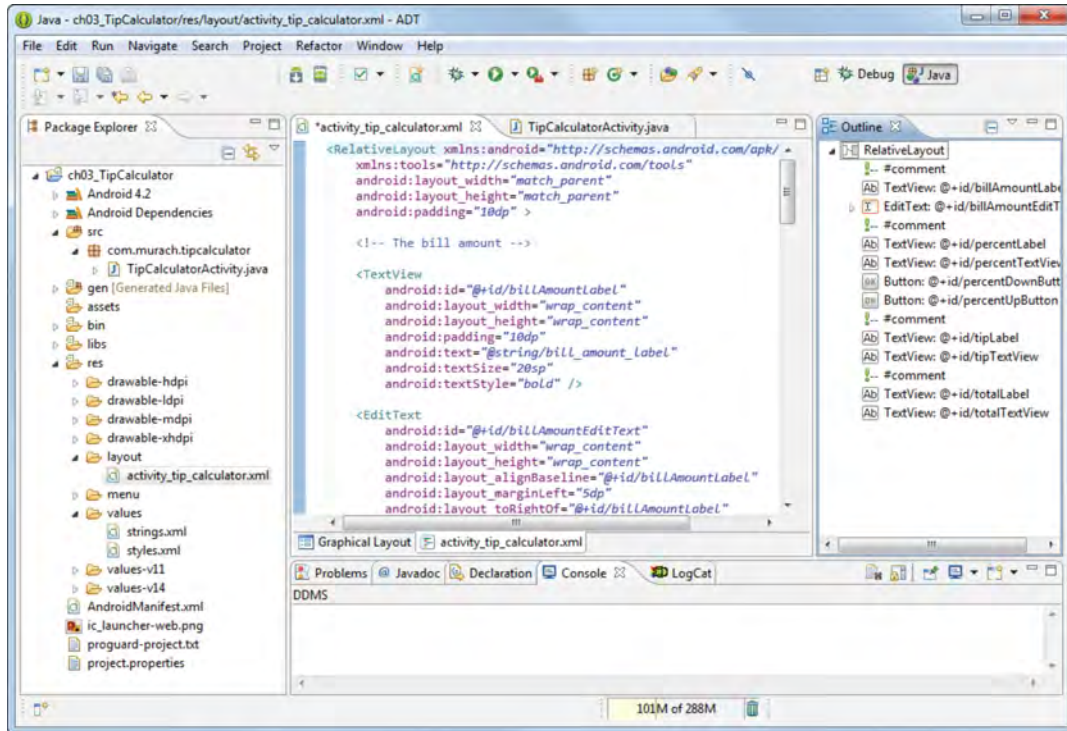 Java - ch03_TipCalculator/res/layout/activity_tip_calculator.xml - ADT
File Edit Run Navigate Search Project Refactor Window Help
Debug Java
Package Explorer
ch03_TipCalculator
Android 4.2
Android Dependencies
src
com.murach.tipcalculator
TipCalculatorActivity.java
gen [Generated Java Files]
assets
bin
libs
res
drawable-hdpi
drawable-ldpi
drawable-mdpi
drawable-xhdpi
layout
activity_tip_calculator.xml
menu
values
strings.xml
styles.xml
values-v11
values-v14
AndroidManifest.xml
ic_launcher-web.png
proguard-project.txt
project.properties
*activity_tip_calculator.xml TipCalculatorActivity.java
<RelativeLayout xmlns:android="http://schemas.android.com/apk/
xmlns:tools="http://schemas.android.com/tools"
android:layout_width="match_parent"
android:layout_height="match_parent"
android:padding="10dp" >
<!-- The bill amount -->
<TextView
android:id="@+id/billAmountLabel"
android:layout_width="wrap_content"
android:layout_height="wrap_content"
android:padding="10dp"
android:text="@string/bill_amount_label"
android:textSize="20sp"
android:textStyle="bold" />
<EditText
android:id="@+id/billAmountEditText"
android:layout_width="wrap_content"
android:layout_height="wrap_content"
android:layout_alignBaseline="@+id/billAmountLabel"
android:layout_marginLeft="5dp"
android:layout_toRightOf="@+id/billAmountLabel"
Graphical Layout activity_tip_calculator.xml
Outline
RelativeLayout
#comment
Ab TextView: @+id/billAmountLabe
I EditText: @+id/billAmountEditT
#comment
Ab TextView: @+id/percentLabel
Ab TextView: @+id/percentTextView
OK Button: @+id/percentDownButt
OK Button: @+id/percentUpButton
#comment
Ab TextView: @+id/tipLabel
Ab TextView: @+id/tipTextView
#comment
Ab TextView: @+id/totalLabel
Ab TextView: @+id/totalTextView
Problems @ Javadoc Declaration Console LogCat
DDMS
101M of 288M